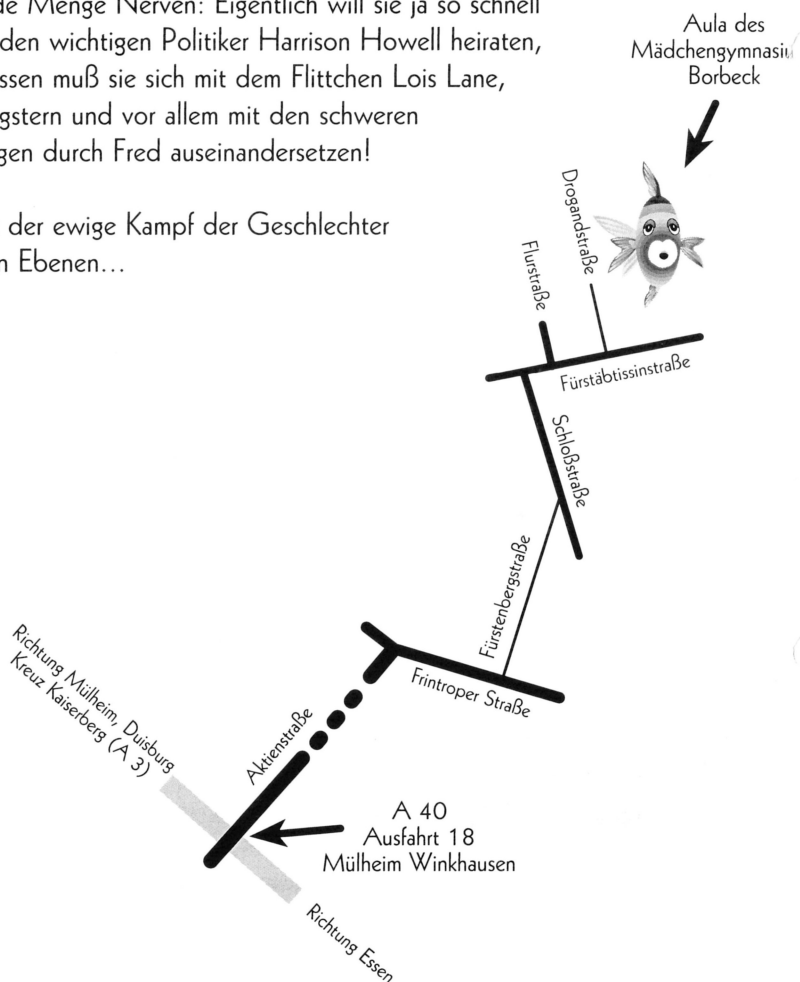 de Menge Nerven: Eigentlich will sie ja so schnell
den wichtigen Politiker Harrison Howell heiraten,
ssen muß sie sich mit dem Flittchen Lois Lane,
gstern und vor allem mit den schweren
gen durch Fred auseinandersetzen!
der ewige Kampf der Geschlechter
n Ebenen...
Aula des
Mädchengymnasiu
Borbeck
Drogandstraße
Flurstraße
Fürstäbtissinstraße
Schloßstraße
Fürstenbergstraße
Frintroper Straße
Aktienstraße
Richtung Mülheim, Duisburg
Kreuz Kaiserberg (A 3)
A 40
Ausfahrt 18
Mülheim Winkhausen
Richtung Essen